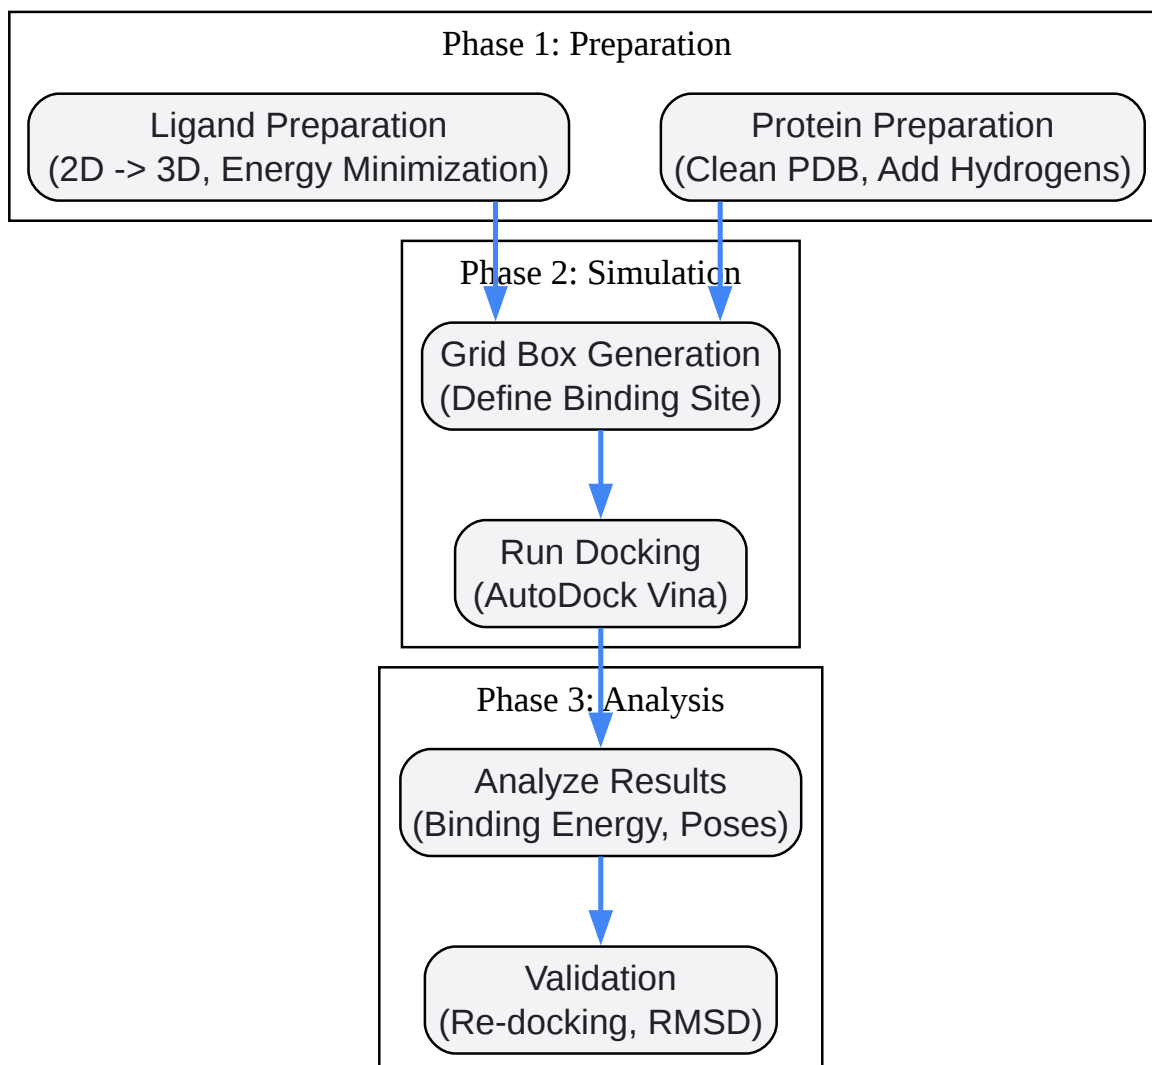 Phase 1: Preparation
Ligand Preparation
(2D -> 3D, Energy Minimization)
Protein Preparation
(Clean PDB, Add Hydrogens)
Phase 2: Simulation
Grid Box Generation
(Define Binding Site)
Run Docking
(AutoDock Vina)
Phase 3: Analysis
Analyze Results
(Binding Energy, Poses)
Validation
(Re-docking, RMSD)